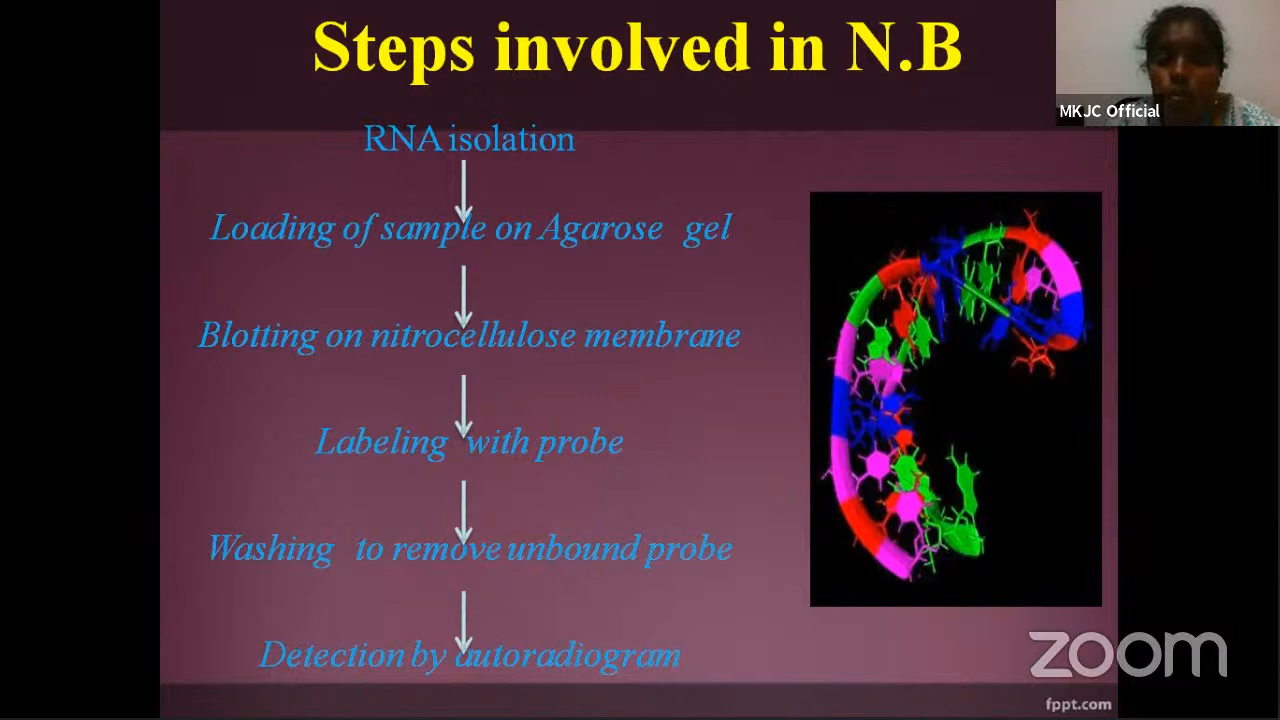 Steps involved in N.B
MKJC Official
RNA isolation
Loading of sample on Agarose gel
Blotting on nitrocellulose membrane
Labeling with probe
Washing to remove unbound probe
Detection by autoradiogram
zoom
fppt.com